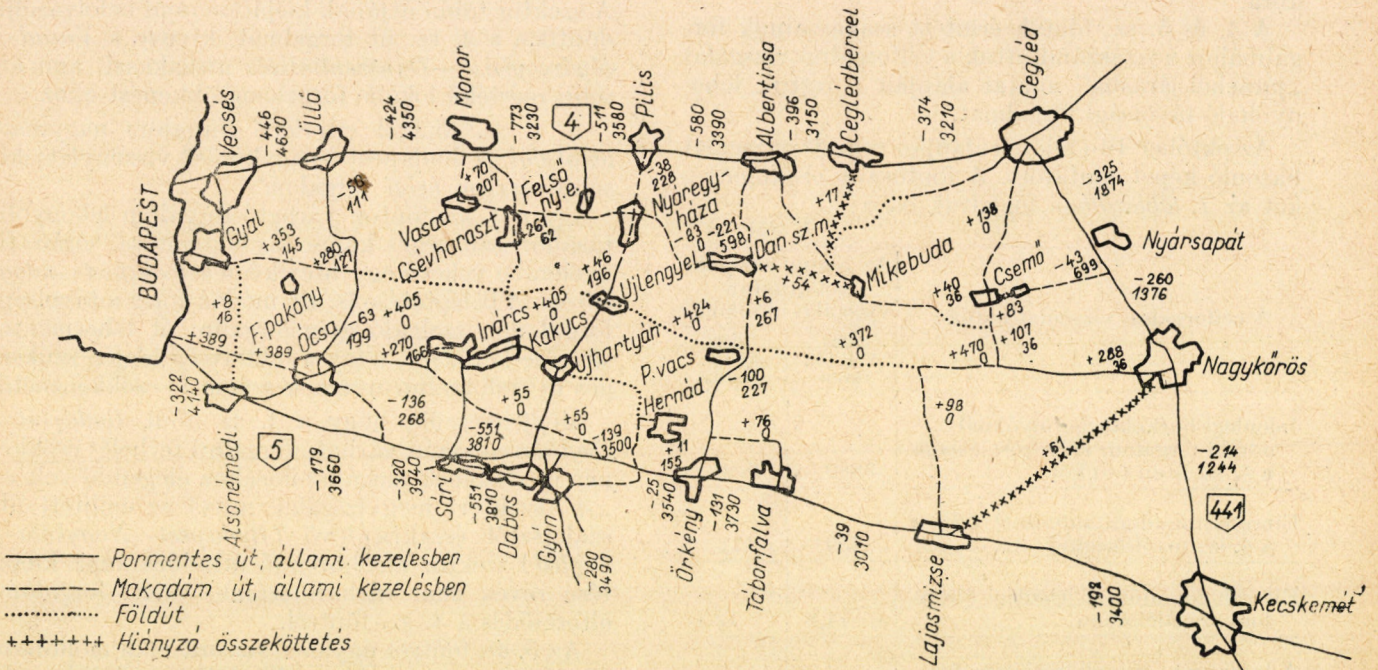 Vecsés
-446
4630
Üllő
-424
4350
Monor
-773
3230
4
-511
3580
Pilis
-580
3390
Albertirsa
-396
3150
Ceglédbercel
-374
3210
Cegléd
BUDAPEST
Gyál
+353
145
+280
127
111
Vasad
+70
207
Csévharaszt
Felső
ny.e.
+261
62
-38
228
Nyáregy-
háza
-83
0
-221
598
Dán.sz.m.
+17
+54
Mikebuda
+138
0
Csemő
-43
699
-325
1874
Nyársapát
-260
1376
+8
16
+389
F.pakony
Ócsa
+389
-63
199
+405
0
+270
166
Inárcs
+405
0
Kakucs
+46
196
Ujlengyel
Ujhartyán
+424
0
+6
267
P.vacs
Hernád
-100
227
+372
0
+40
36
+83
+107
36
+470
0
+288
36
Nagykőrös
-322
4140
Alsónémedi
5
-179
3660
-136
268
-320
3940
Sári
-551
3810
-551
3810
Dabas
Gyón
+55
0
+55
0
-139
3500
-280
3490
+11
155
-25
3540
Örkény
-131
3730
+76
0
Táborfalva
-39
3010
+98
0
Lajosmizse
+61
-214
1244
441
-198
3400
Kecskemét
Pormentes út, állami kezelésben
Makadám út, állami kezelésben
Földút
Hiányzó összeköttetés